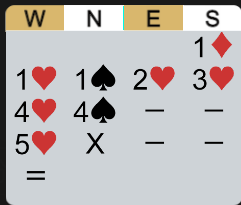 W N E S
1♦
1♥ 1♠ 2♥ 3♥
4♥ 4♠ – –
5♥ X – –
=